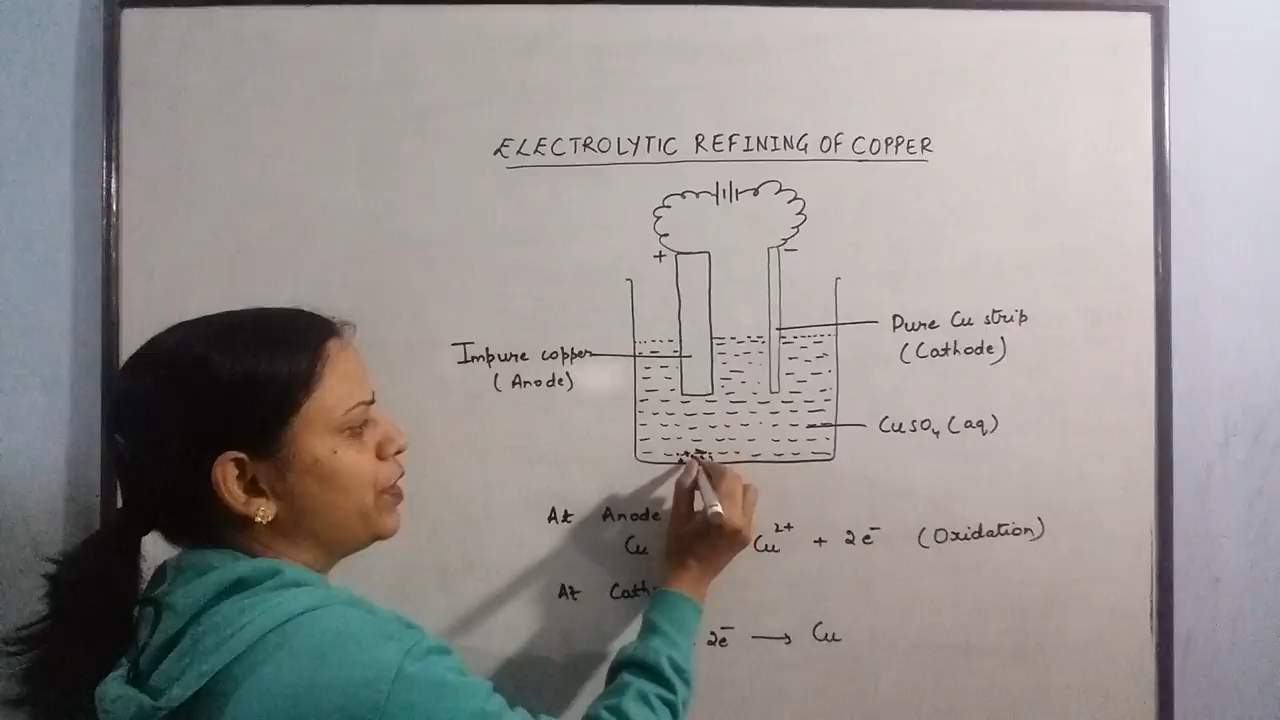 ELECTROLYTIC REFINING OF COPPER
+ −
Pure Cu strip
(Cathode)
Impure copper
(Anode)
CuSO₄ (aq)
At Anode
Cu Cu²⁺ + 2e⁻ (Oxidation)
At
2e⁻ → Cu